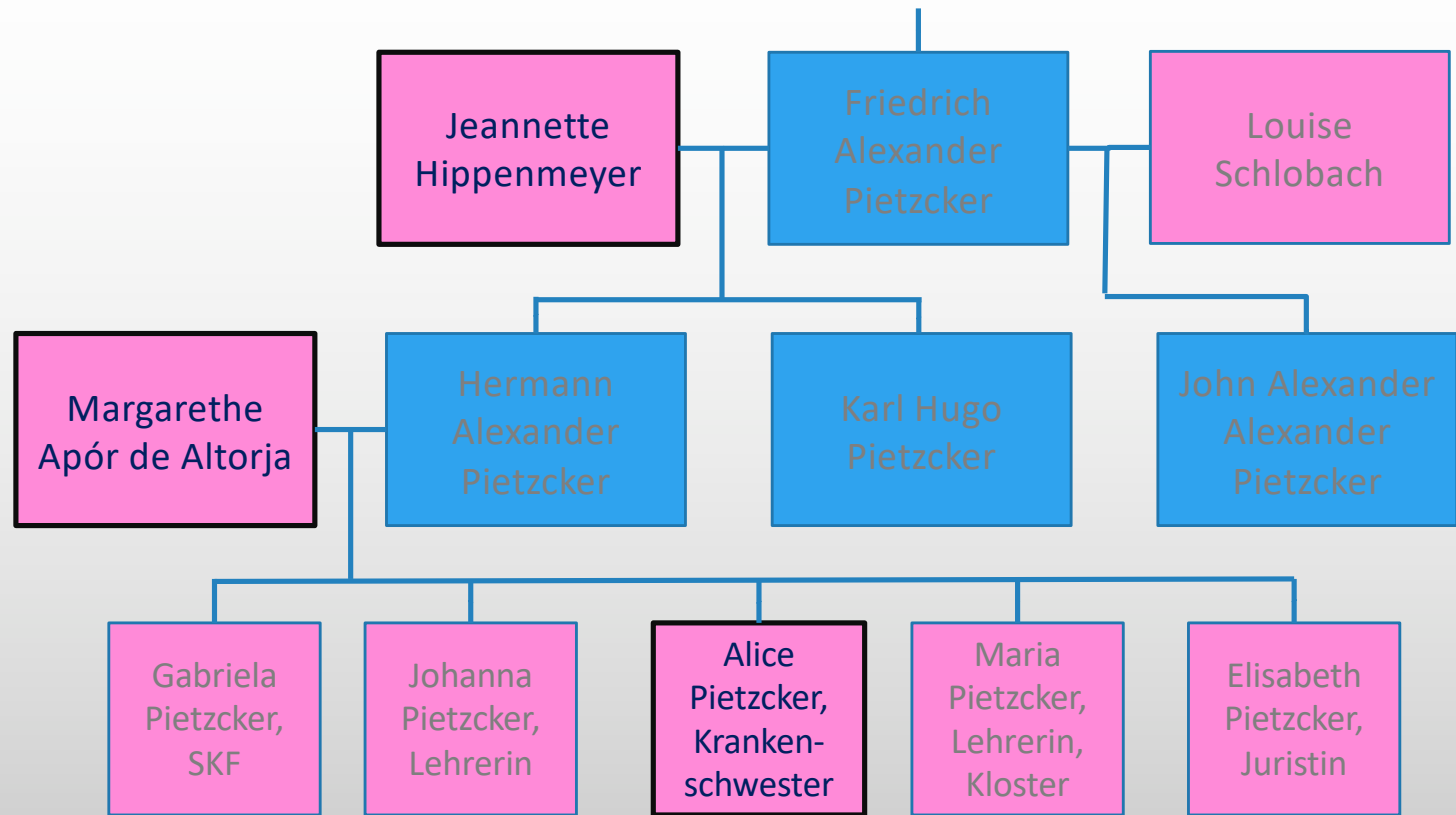 Jeannette
Hippenmeyer
Friedrich
Alexander
Pietzcker
Louise
Schlobach
Margarethe
Apór de Altorja
Hermann
Alexander
Pietzcker
Karl Hugo
Pietzcker
John Alexander
Alexander
Pietzcker
Gabriela
Pietzcker,
SKF
Johanna
Pietzcker,
Lehrerin
Alice
Pietzcker,
Kranken-
schwester
Maria
Pietzcker,
Lehrerin,
Kloster
Elisabeth
Pietzcker,
Juristin